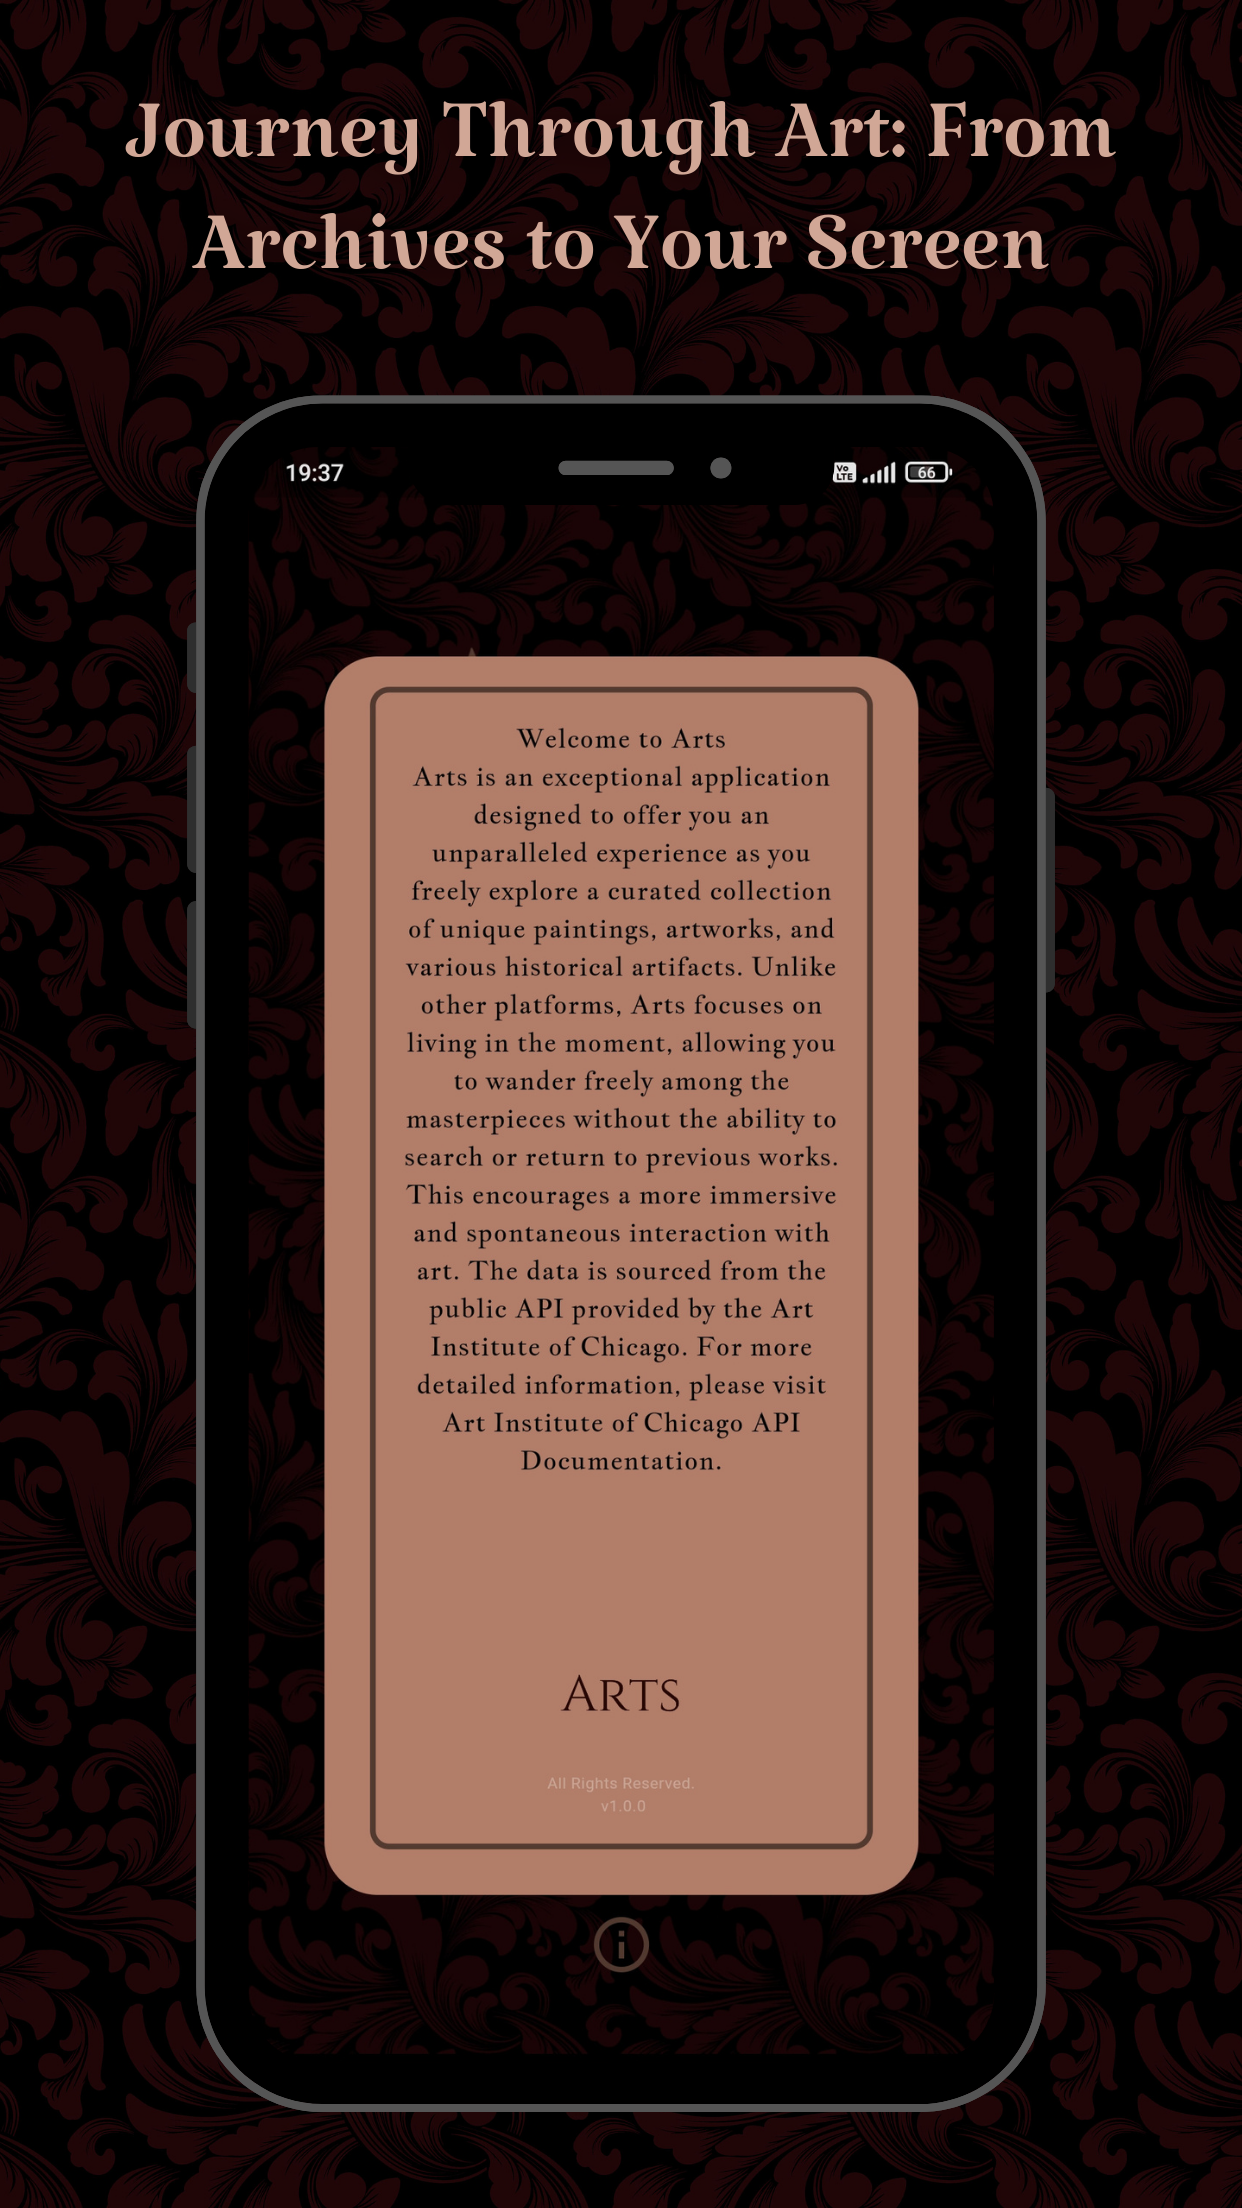 Journey Through Art: From
Archives to Your Screen
19:37
Vo
LTE
66
Welcome to Arts
Arts is an exceptional application
designed to offer you an
unparalleled experience as you
freely explore a curated collection
of unique paintings, artworks, and
various historical artifacts. Unlike
other platforms, Arts focuses on
living in the moment, allowing you
to wander freely among the
masterpieces without the ability to
search or return to previous works.
This encourages a more immersive
and spontaneous interaction with
art. The data is sourced from the
public API provided by the Art
Institute of Chicago. For more
detailed information, please visit
Art Institute of Chicago API
Documentation.
ARTS
All Rights Reserved.
v1.0.0